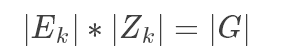 |E_k| * |Z_k| = |G|